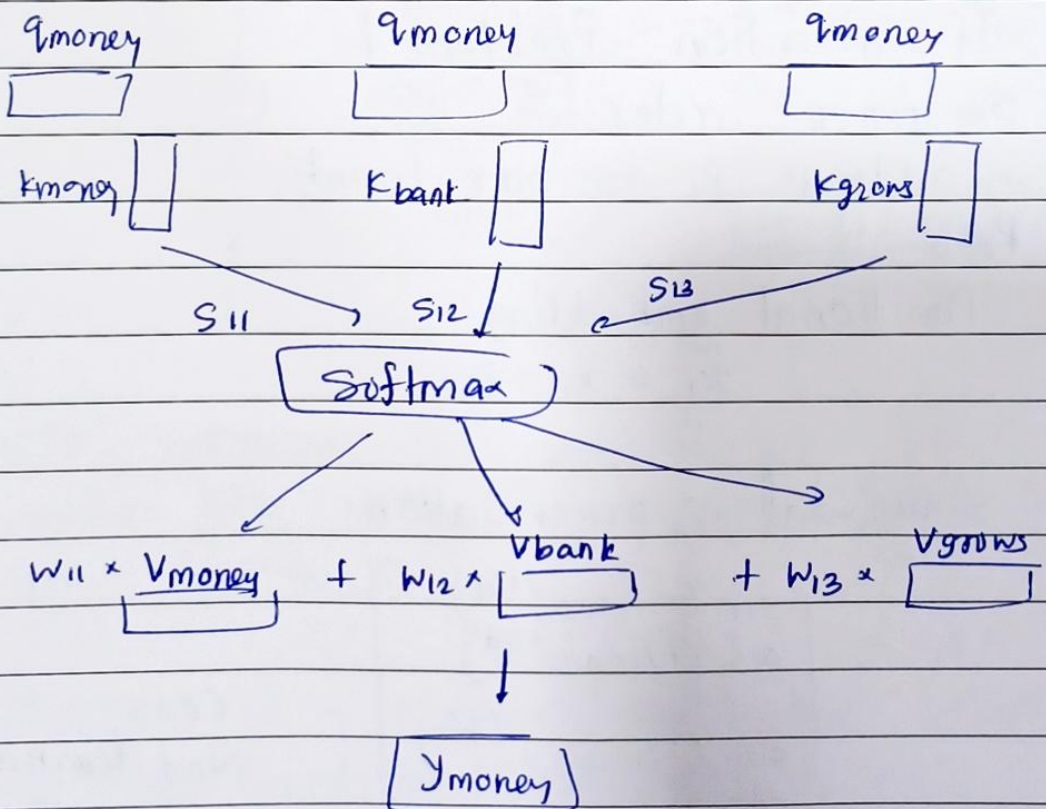 qmoney qmoney qmoney
Kmoney Kbank Kgrows
S11 S12 S13
Softmax
W11 * Vmoney + W12 * Vbank + W13 * Vgrows
Ymoney